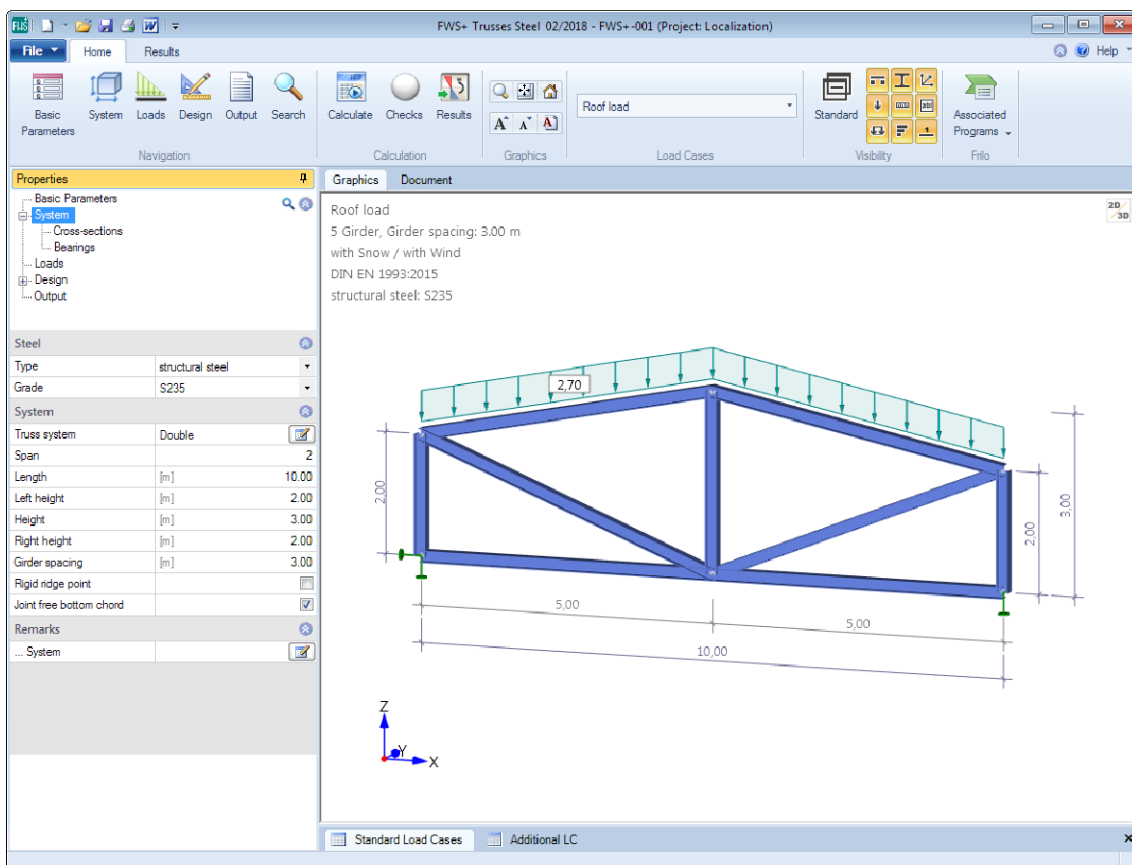 FWS
FWS+ Trusses Steel 02/2018 - FWS+-001 (Project: Localization)
File
Home
Results
Help
Basic Parameters
System
Loads
Design
Output
Search
Calculate
Checks
Results
Roof load
Standard
Associated Programs
Navigation
Calculation
Graphics
Load Cases
Visibility
Frilo
Properties
Basic Parameters
System
Cross-sections
Bearings
Loads
Design
Output
Steel
Type structural steel
Grade S235
System
Truss system Double
Span 2
Length [m] 10.00
Left height [m] 2.00
Height [m] 3.00
Right height [m] 2.00
Girder spacing [m] 3.00
Rigid ridge point
Joint free bottom chord
Remarks
... System
Graphics
Document
2D/3D
Roof load
5 Girder, Girder spacing: 3.00 m
with Snow / with Wind
DIN EN 1993:2015
structural steel: S235
2,70
2,00
2,00
3,00
5,00
5,00
10,00
Z
Y
X
Standard Load Cases
Additional LC